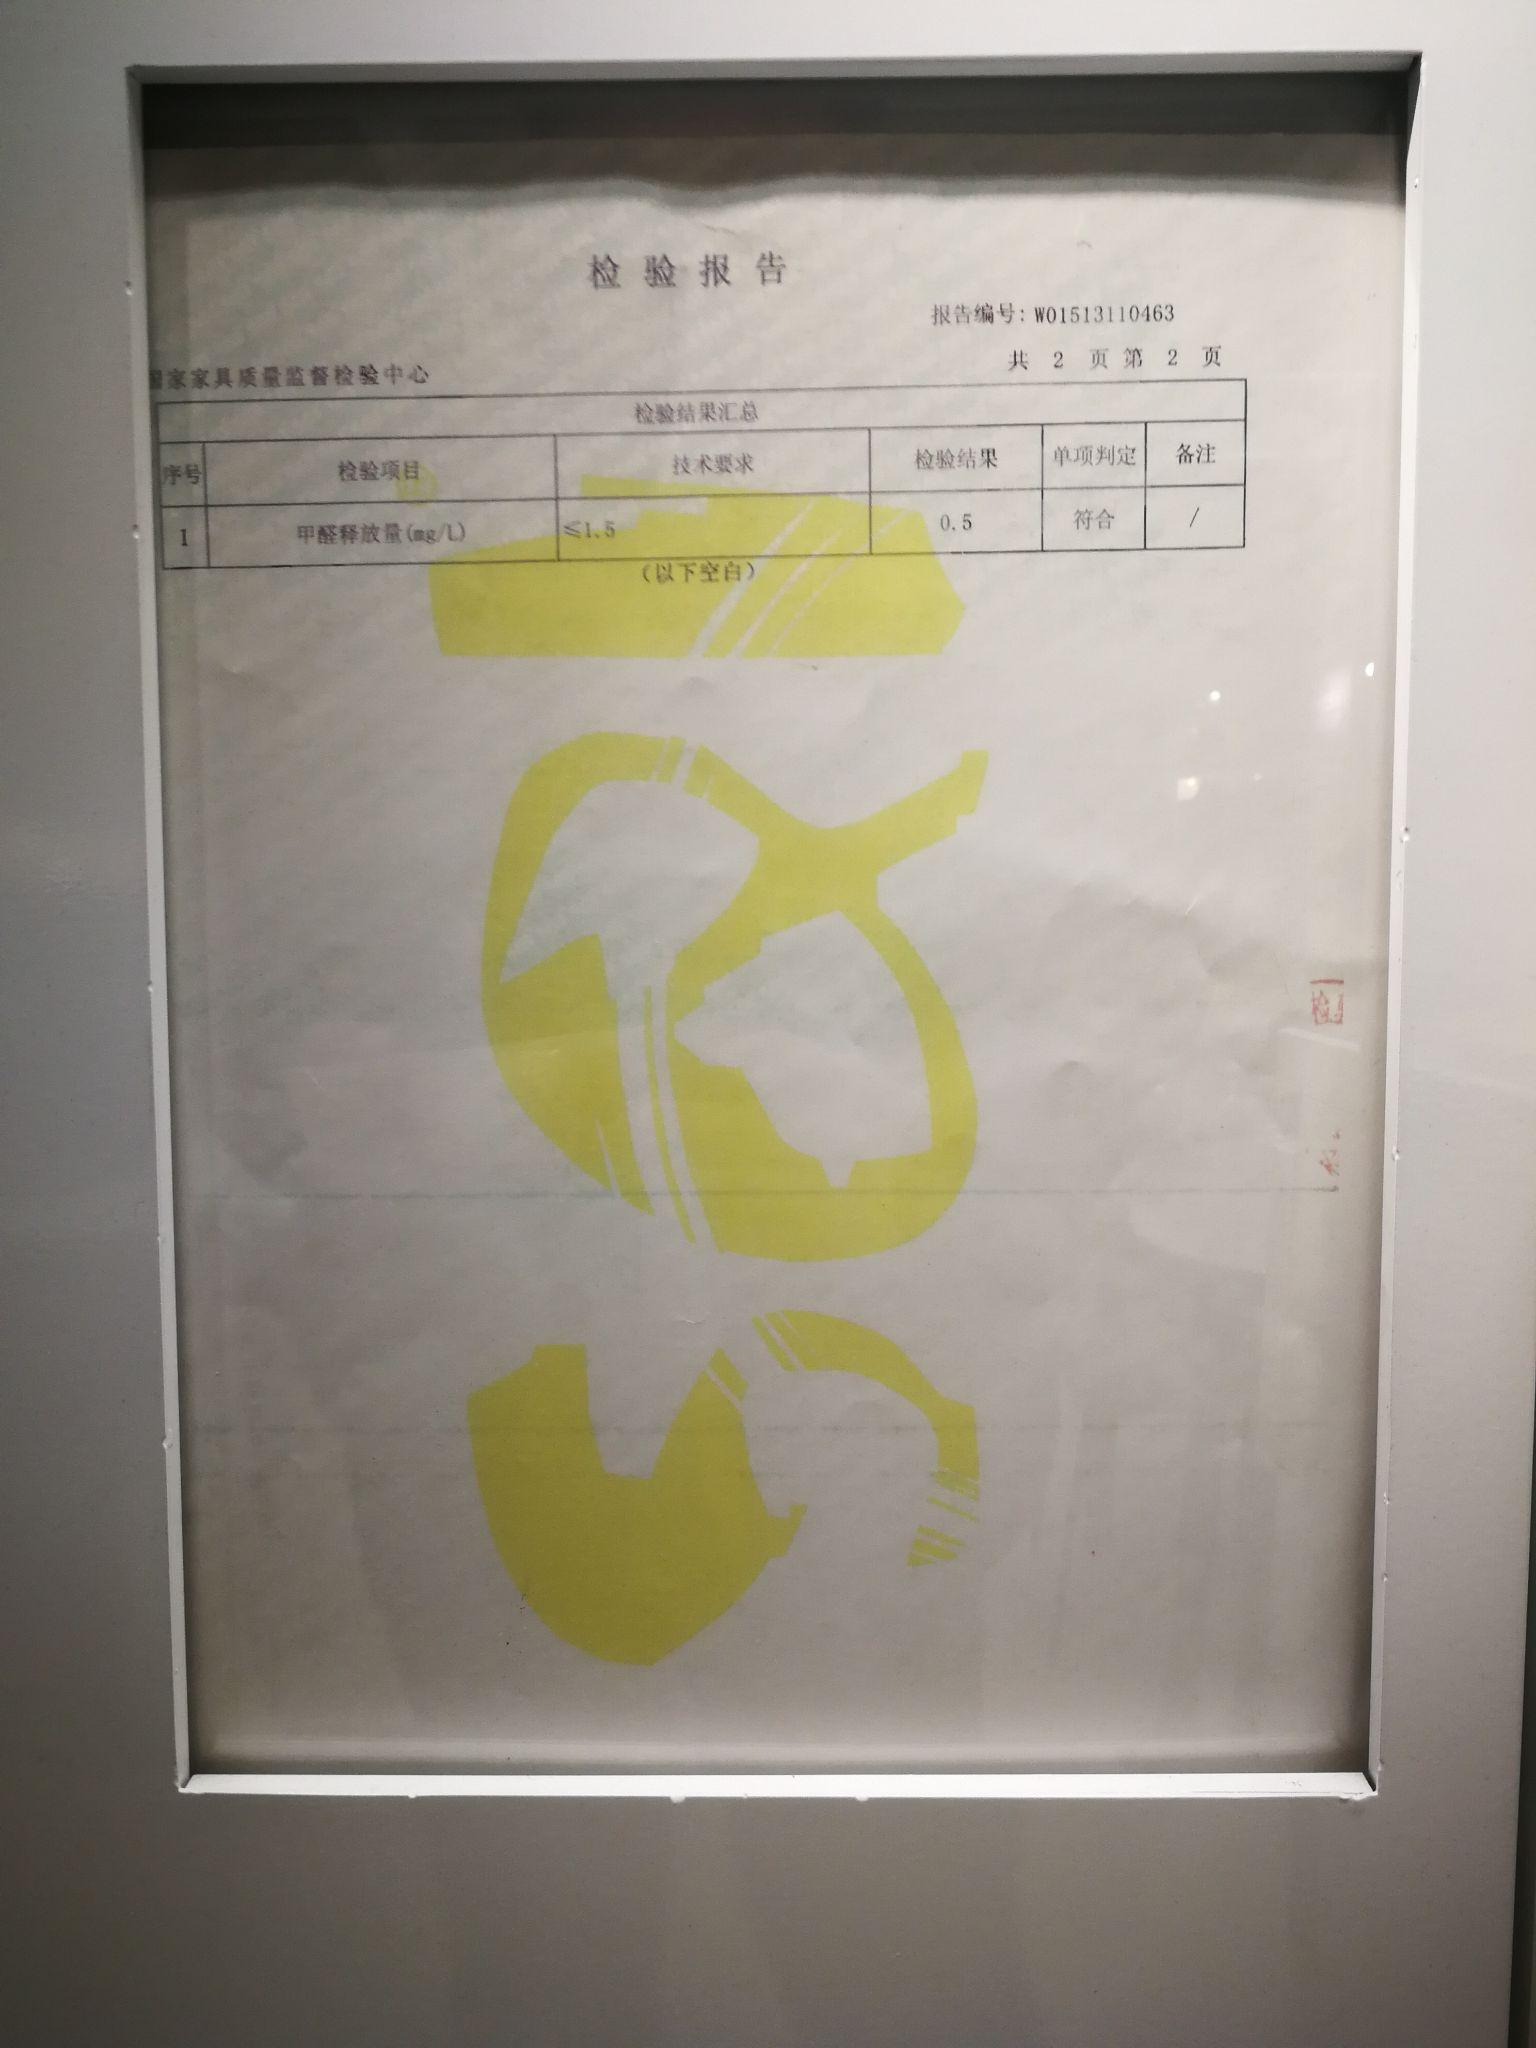 检验报告
报告编号：W01513110463
共 2 页 第 2 页
国家家具质量监督检验中心
检验结果汇总
序号 检验项目 技术要求 检验结果 单项判定 备注
1 甲醛释放量(mg/L) ≤1.5 0.5 符合 /
(以下空白)
检